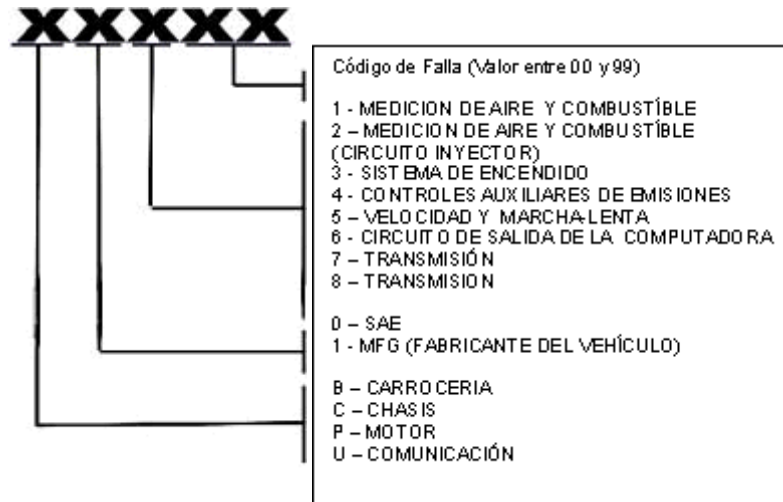 XXXXX
Código de Falla (Valor entre 00 y 99)
1 - MEDICION DE AIRE Y COMBUSTÍBLE
2 – MEDICION DE AIRE Y COMBUSTÍBLE
(CIRCUITO INYECTOR)
3 - SISTEMA DE ENCENDIDO
4 - CONTROLES AUXILIARES DE EMISIONES
5 – VELOCIDAD Y MARCHA-LENTA
6 - CIRCUITO DE SALIDA DE LA COMPUTADORA
7 – TRANSMISIÓN
8 – TRANSMISION
0 – SAE
1 - MFG (FABRICANTE DEL VEHÍCULO)
B – CARROCERIA
C – CHASIS
P – MOTOR
U – COMUNICACIÓN